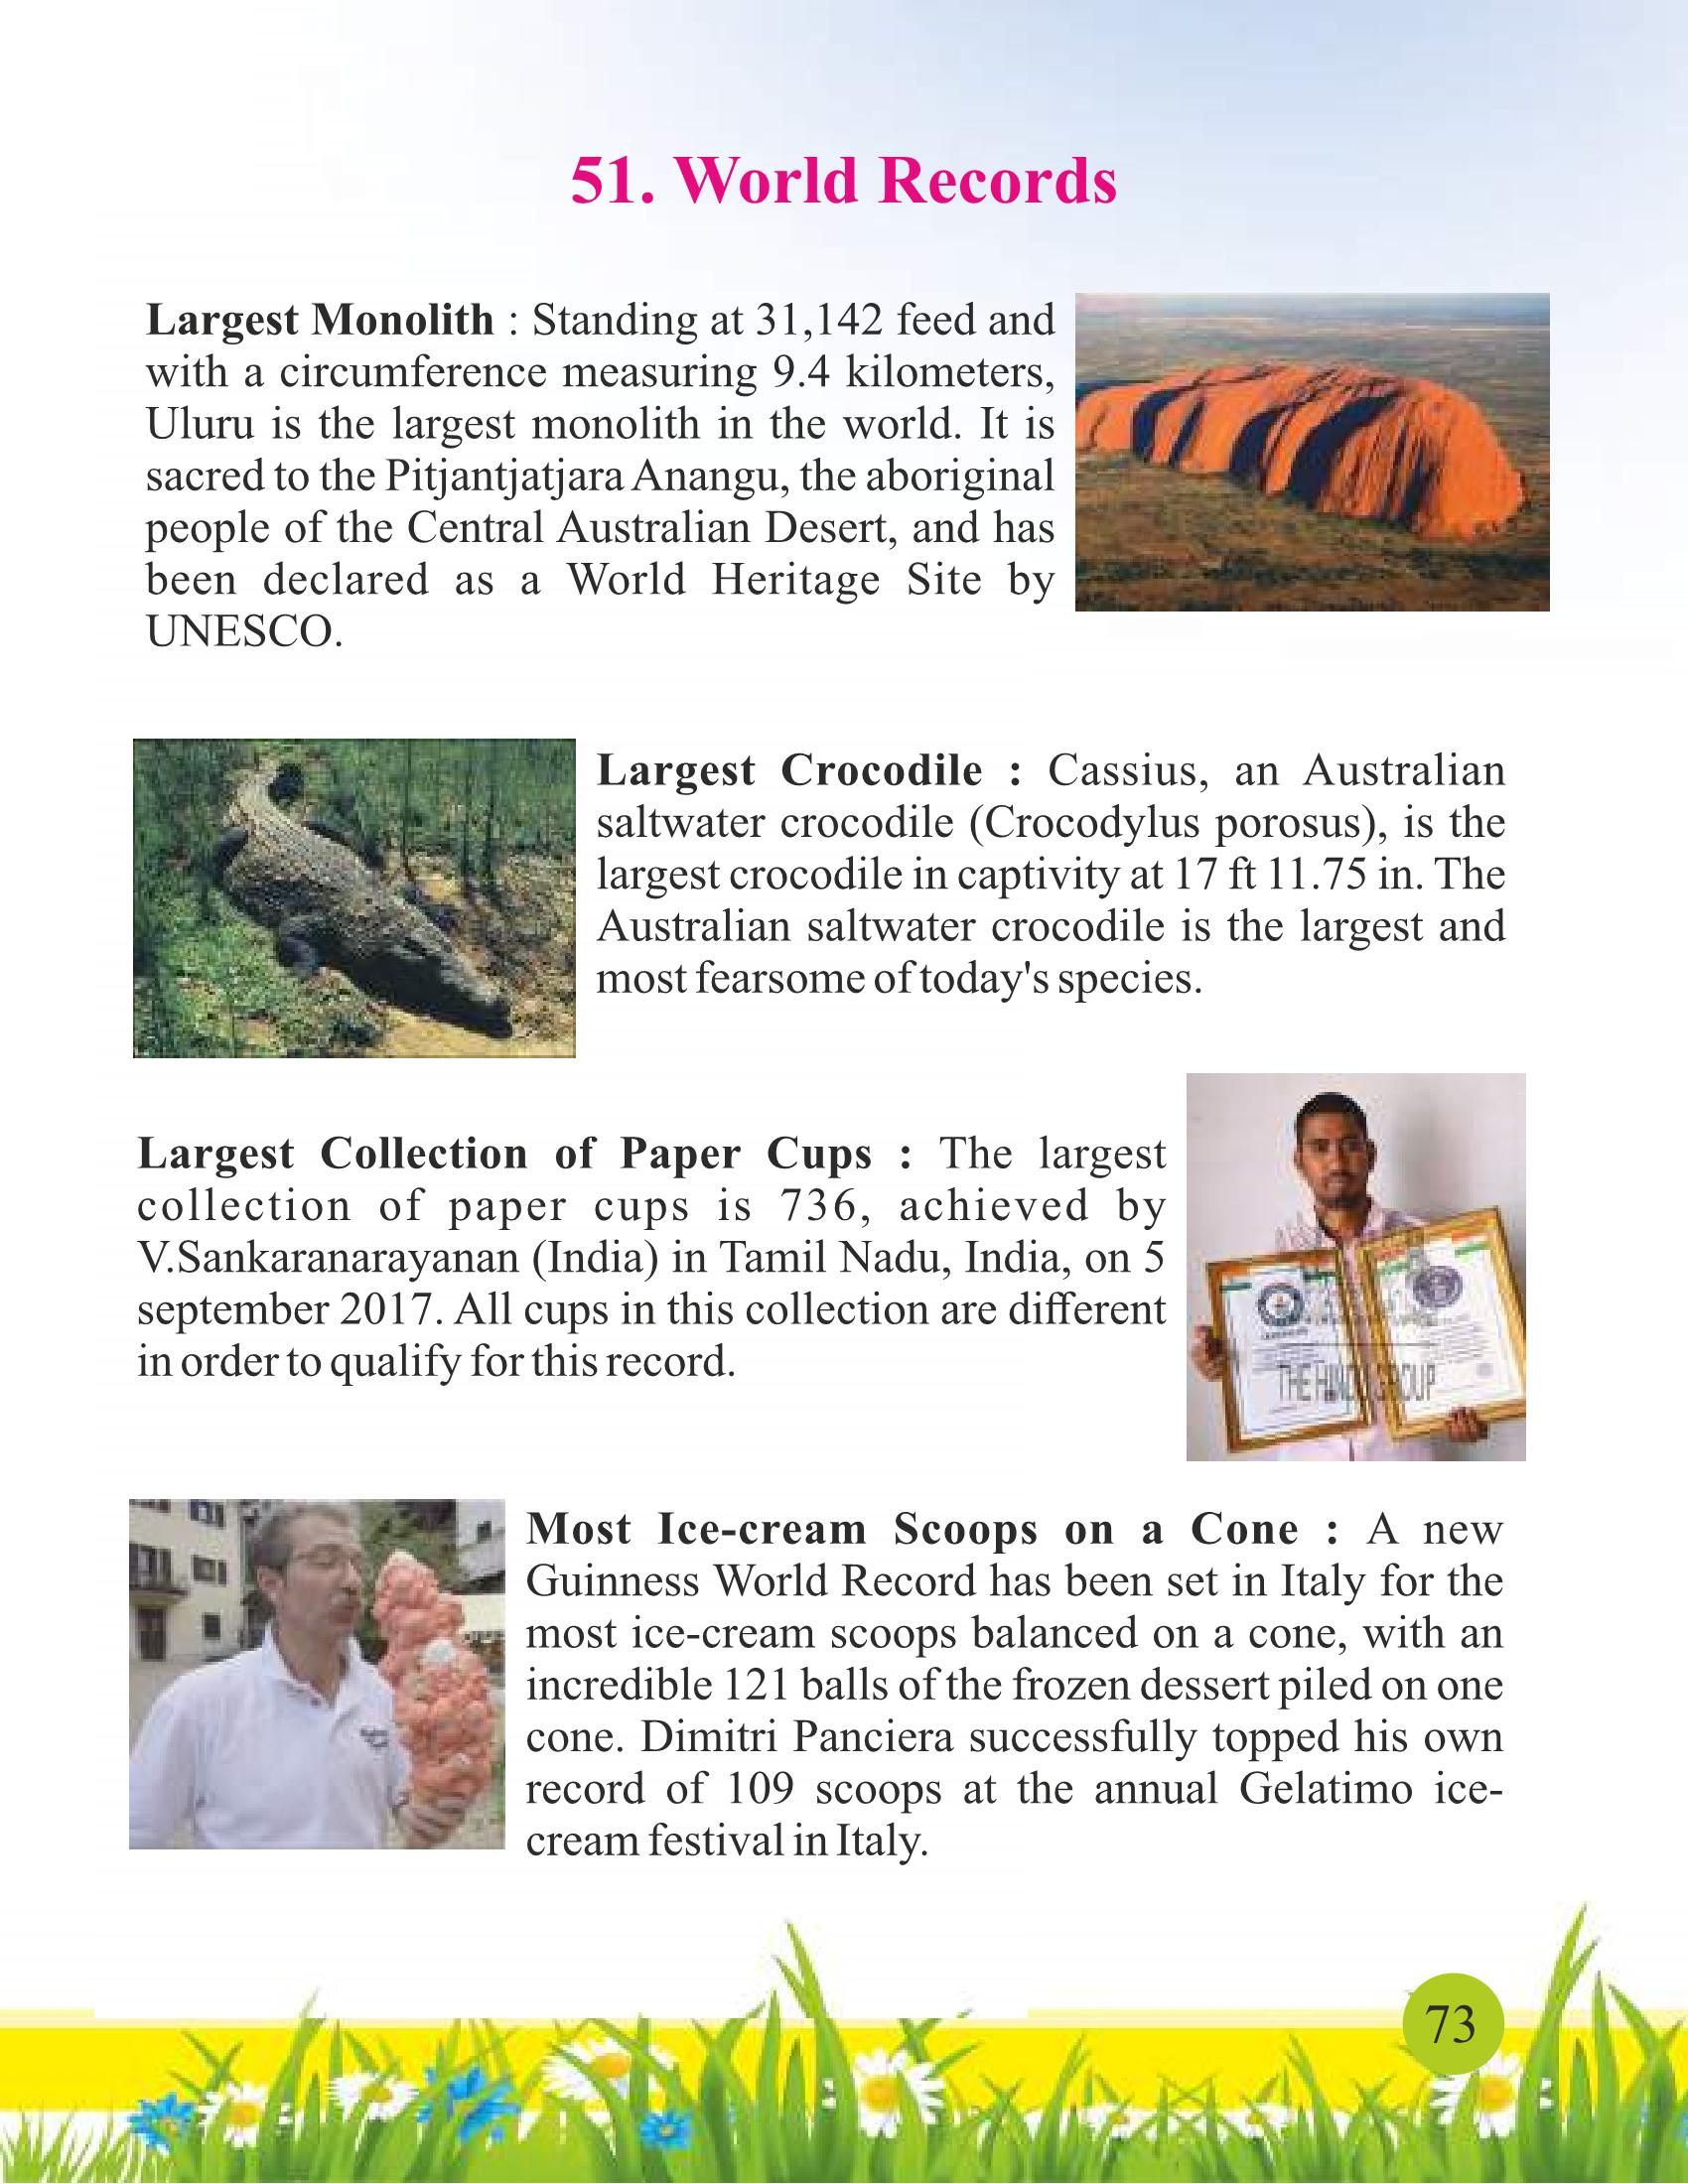 51. World Records
Largest Monolith : Standing at 31,142 feed and
with a circumference measuring 9.4 kilometers,
Uluru is the largest monolith in the world. It is
sacred to the Pitjantjatjara Anangu, the aboriginal
people of the Central Australian Desert, and has
been declared as a World Heritage Site by
UNESCO.
Largest Crocodile : Cassius, an Australian
saltwater crocodile (Crocodylus porosus), is the
largest crocodile in captivity at 17 ft 11.75 in. The
Australian saltwater crocodile is the largest and
most fearsome of today's species.
Largest Collection of Paper Cups : The largest
collection of paper cups is 736, achieved by
V.Sankaranarayanan (India) in Tamil Nadu, India, on 5
september 2017. All cups in this collection are different
in order to qualify for this record.
THE HINDU GROUP
Most Ice-cream Scoops on a Cone : A new
Guinness World Record has been set in Italy for the
most ice-cream scoops balanced on a cone, with an
incredible 121 balls of the frozen dessert piled on one
cone. Dimitri Panciera successfully topped his own
record of 109 scoops at the annual Gelatimo ice-
cream festival in Italy.
73